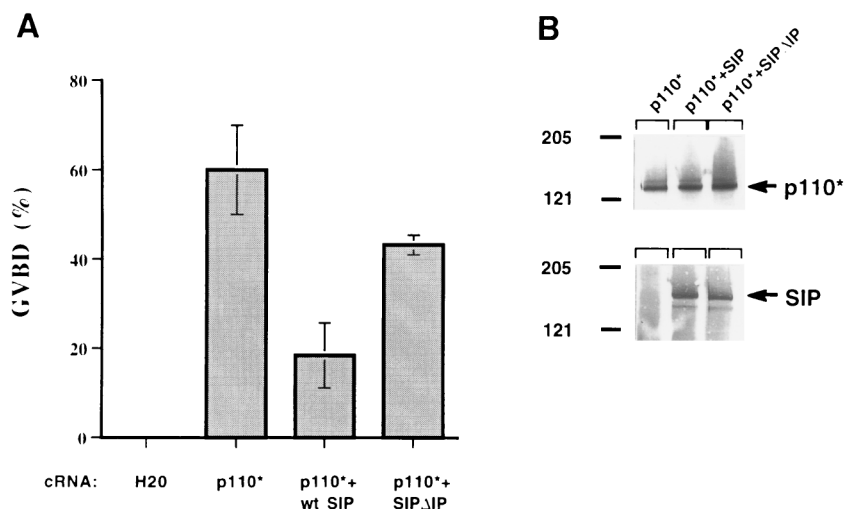 A
80
60
40
20
0
GVBD (%)
cRNA: H20 p110* p110*+ wt SIP p110*+ SIPΔIP
B
p110*
p110*+SIP
p110*+SIPΔIP
205
121
p110*
205
121
SIP